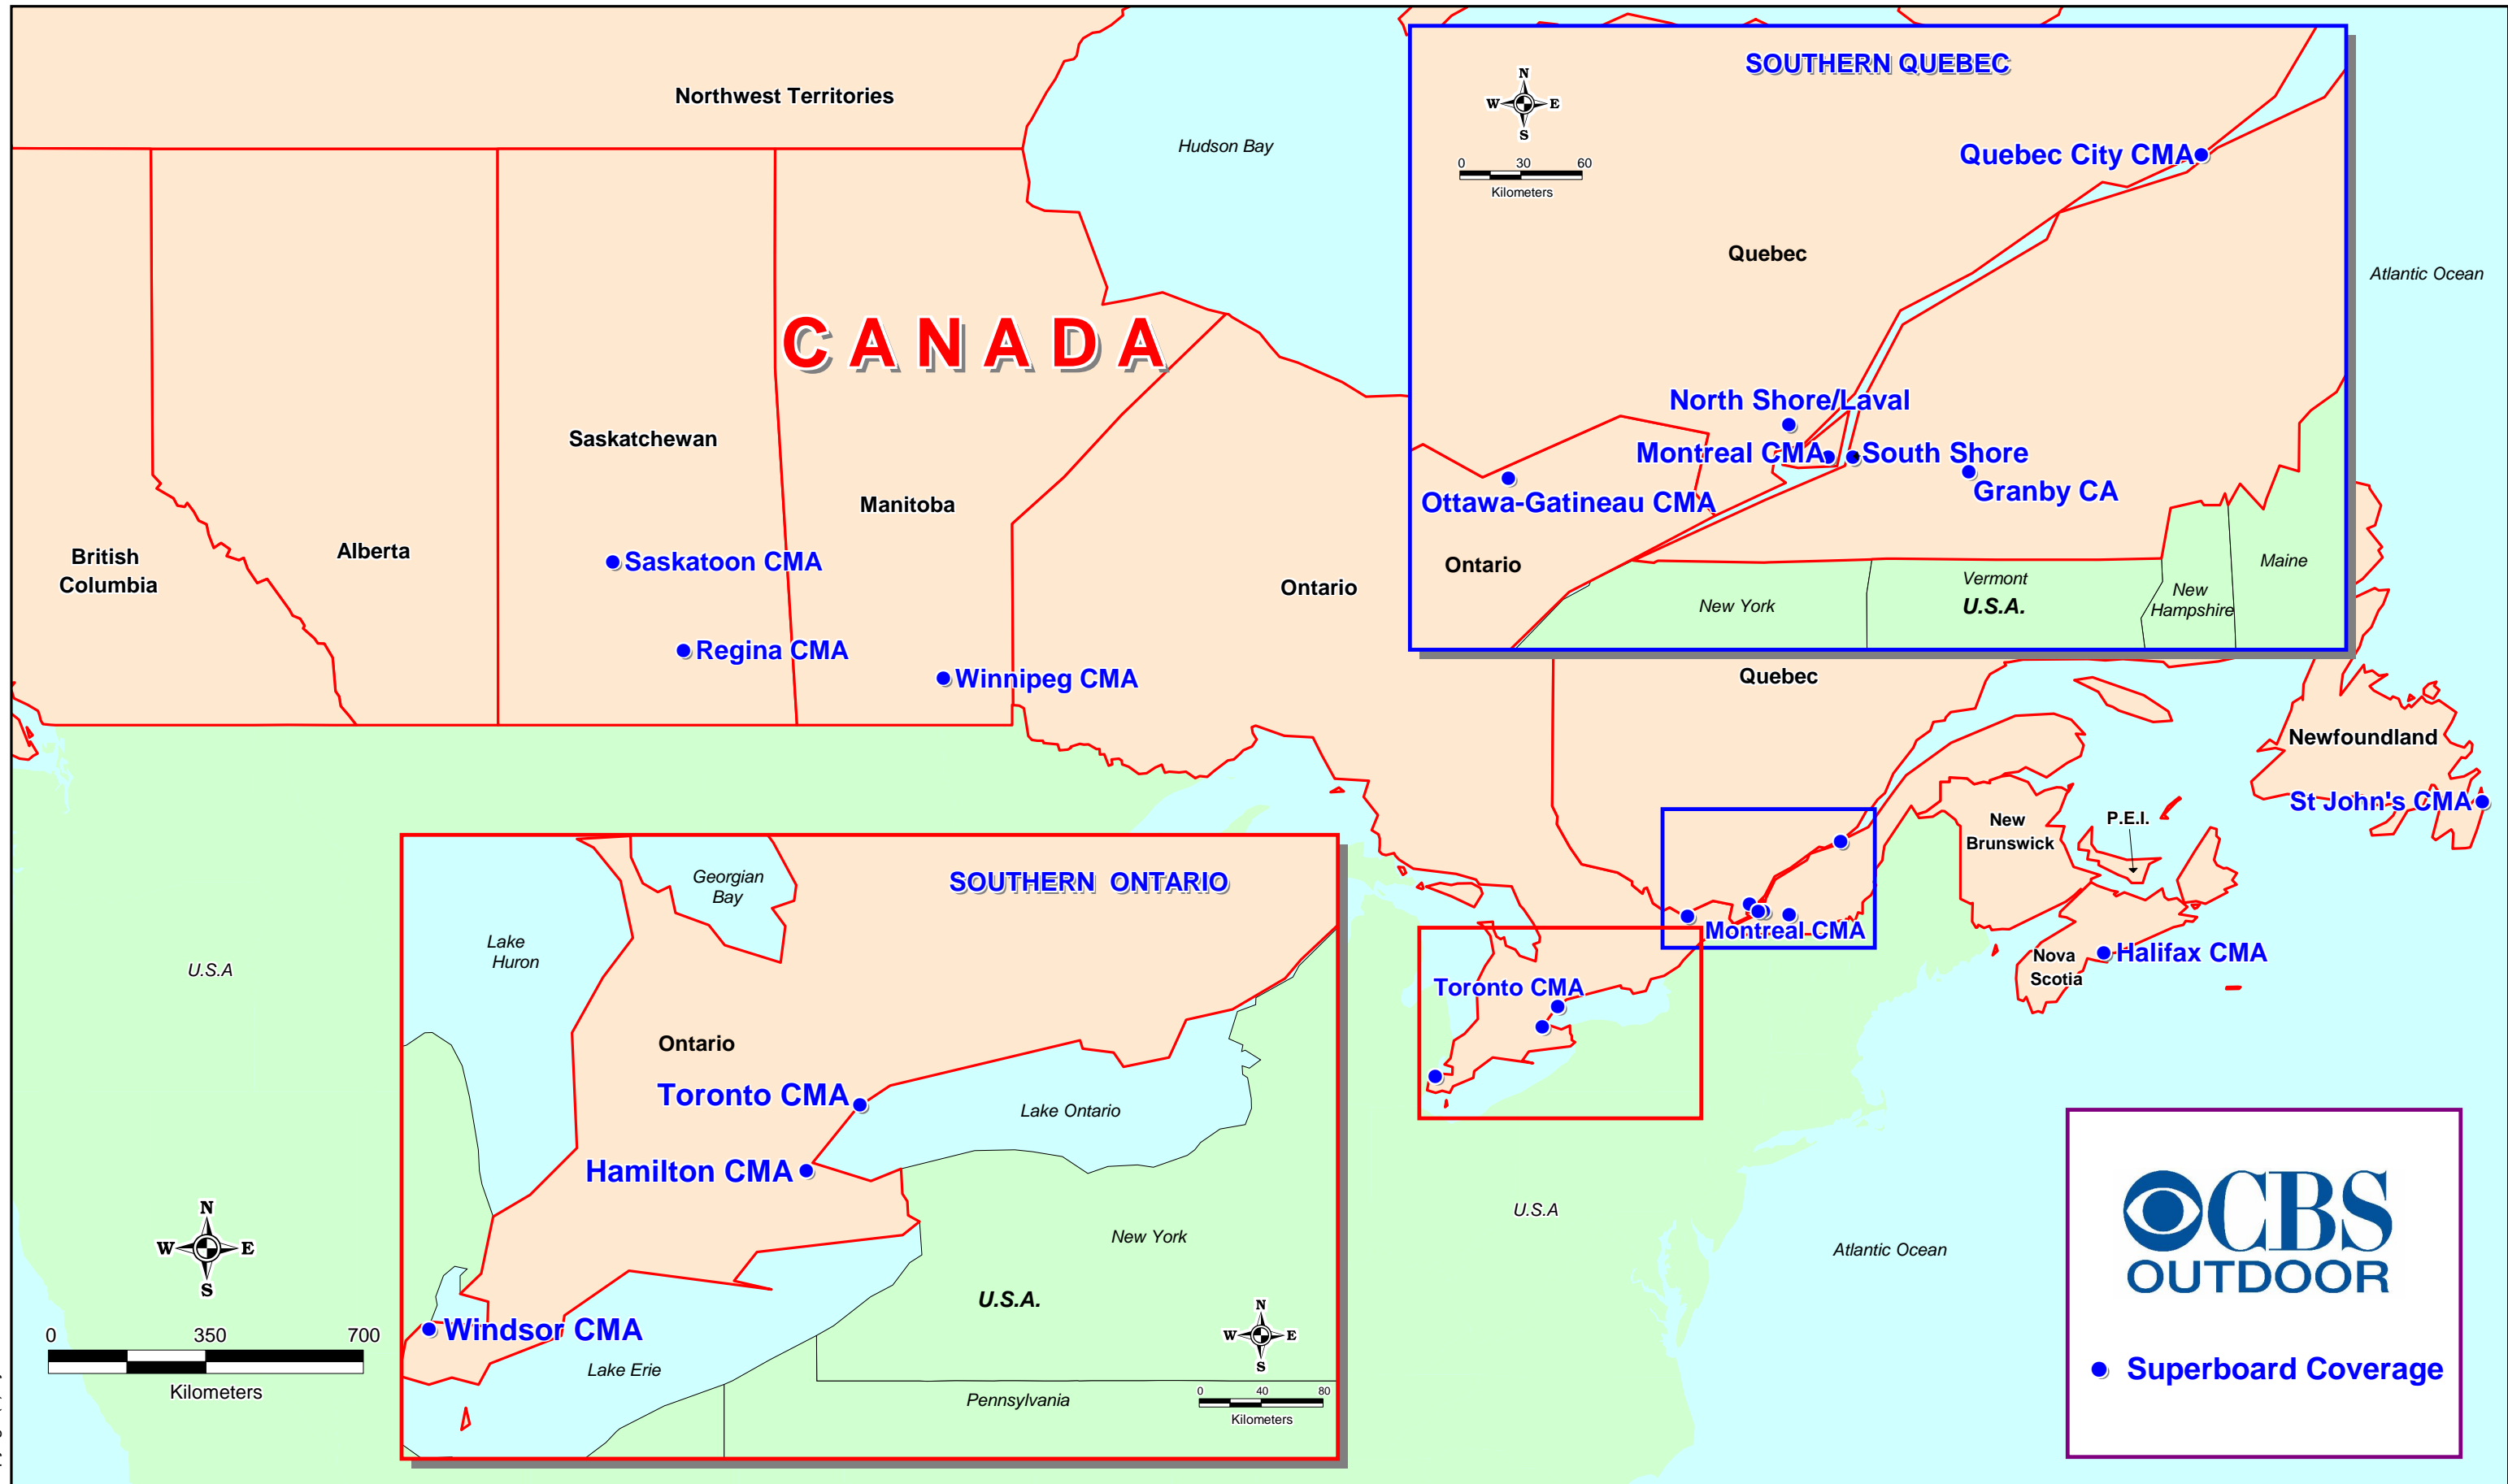 Northwest Territories
Hudson Bay
CANADA
British
Columbia
Alberta
Saskatchewan
Manitoba
Ontario
Saskatoon CMA
Regina CMA
Winnipeg CMA
SOUTHERN QUEBEC
N
W E
S
0 30 60
Kilometers
Quebec City CMA
Quebec
North Shore/Laval
Montreal CMA
South Shore
Granby CA
Ottawa-Gatineau CMA
Ontario
New York
Vermont
U.S.A.
New
Hampshire
Maine
Atlantic Ocean
Quebec
Newfoundland
St John's CMA
New
Brunswick
P.E.I.
Nova
Scotia
Halifax CMA
Montreal CMA
Toronto CMA
U.S.A
U.S.A
Atlantic Ocean
SOUTHERN ONTARIO
Georgian
Bay
Lake
Huron
Ontario
Toronto CMA
Lake Ontario
Hamilton CMA
New York
U.S.A.
Windsor CMA
Lake Erie
Pennsylvania
N
W E
S
0 40 80
Kilometers
N
W E
S
0 350 700
Kilometers
CBS
OUTDOOR
Superboard Coverage